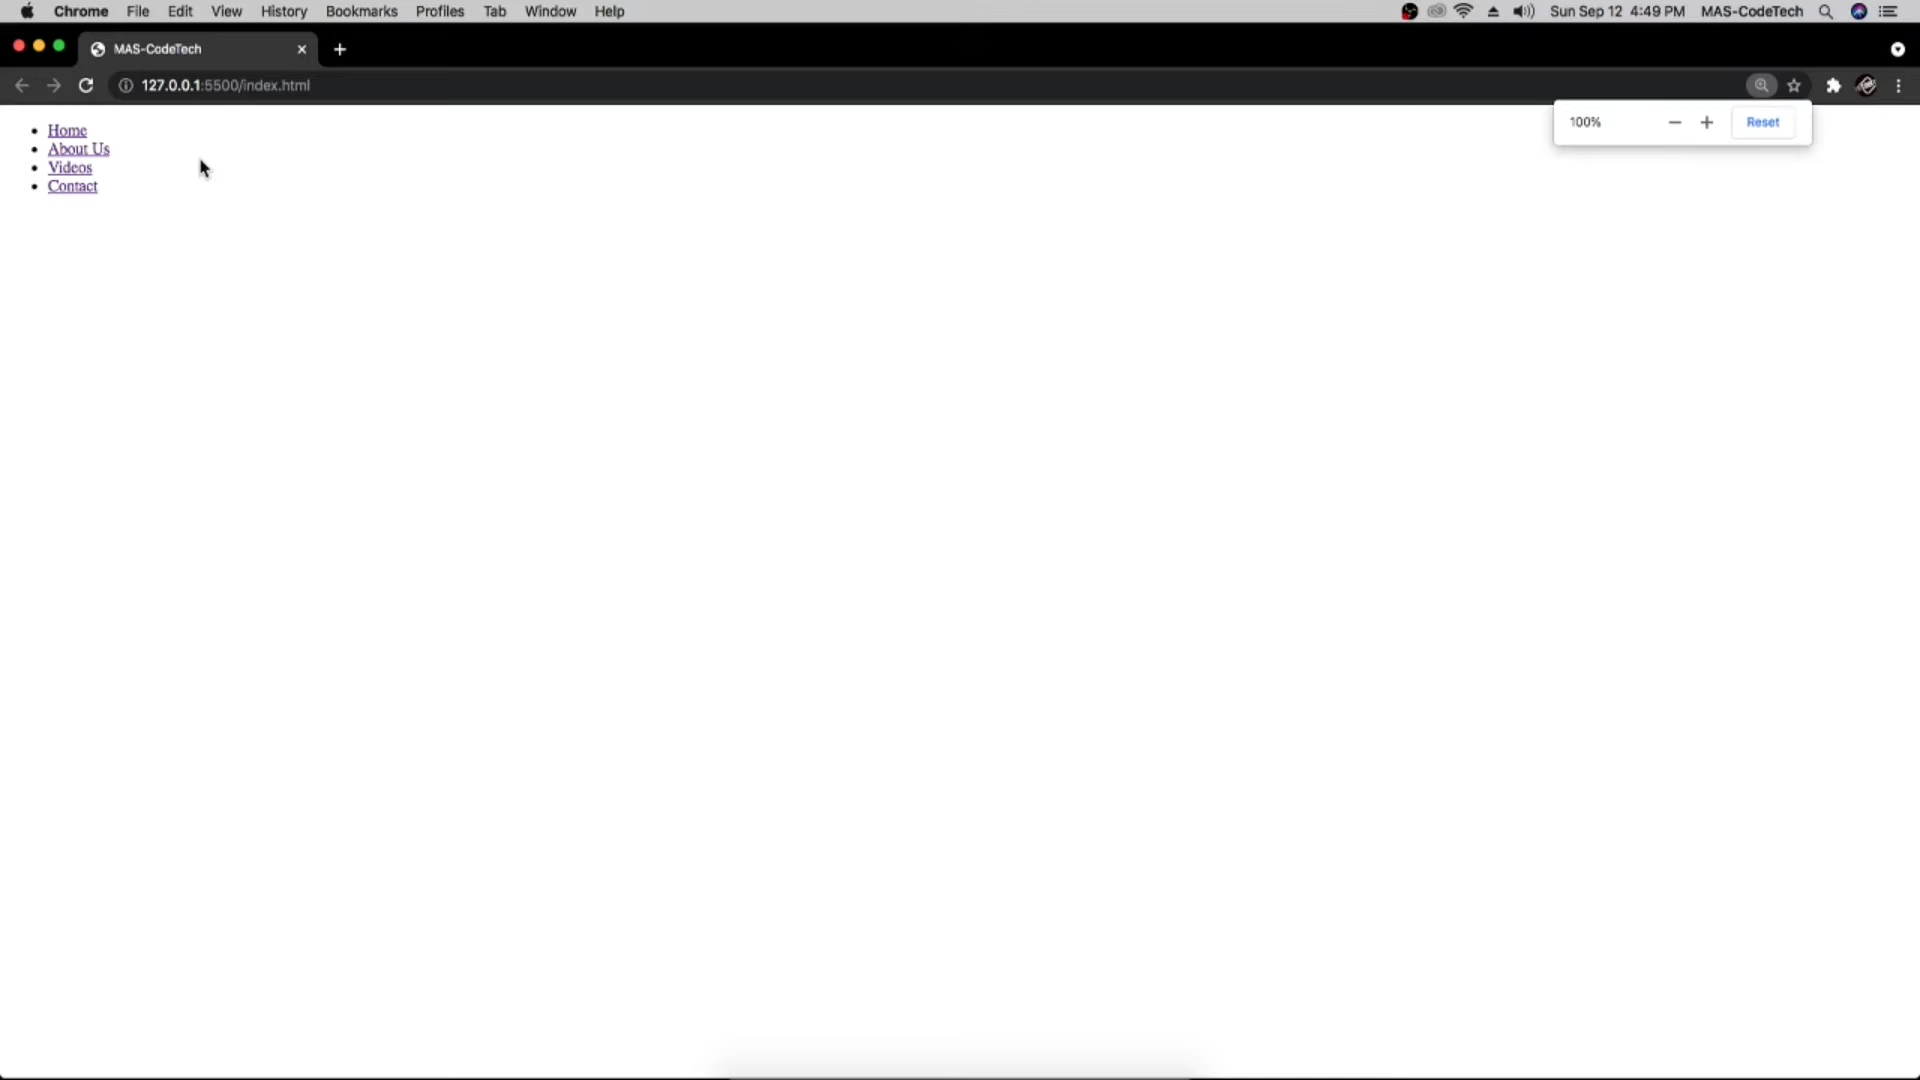 Chrome File Edit View History Bookmarks Profiles Tab Window Help Sun Sep 12 4:49 PM MAS-CodeTech
MAS-CodeTech
127.0.0.1:5500/index.html
100% Reset
Home
About Us
Videos
Contact